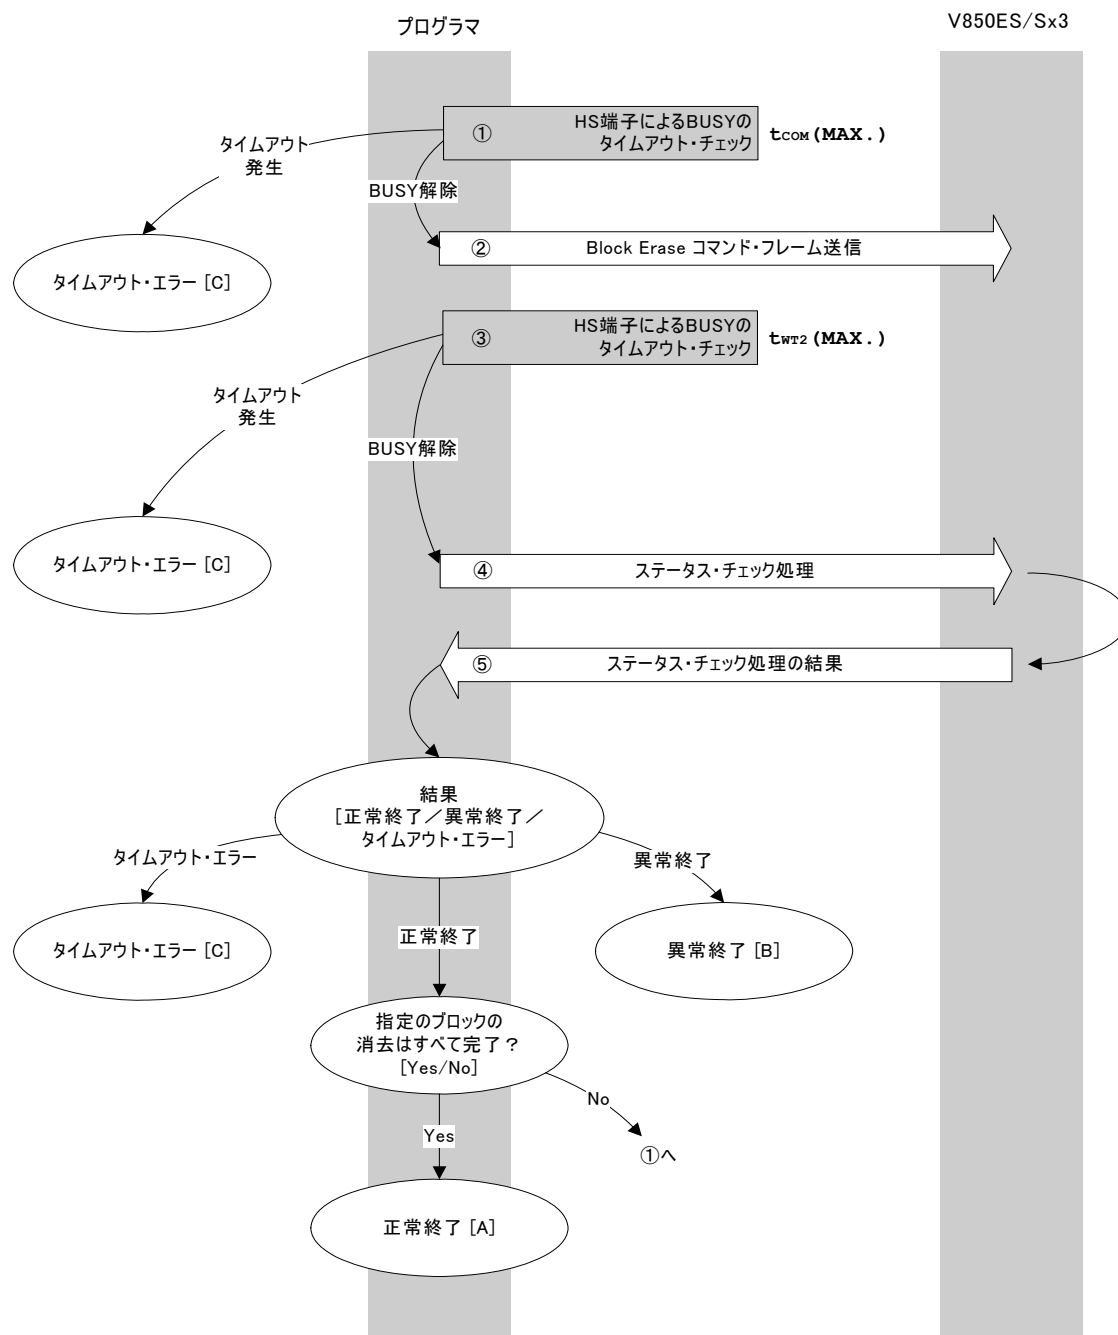 プログラマ
V850ES/Sx3
① HS端子によるBUSYの
タイムアウト・チェック
tCOM(MAX.)
タイムアウト
発生
BUSY解除
② Block Erase コマンド・フレーム送信
タイムアウト・エラー [C]
③ HS端子によるBUSYの
タイムアウト・チェック
tWT2(MAX.)
タイムアウト
発生
BUSY解除
タイムアウト・エラー [C]
④ ステータス・チェック処理
⑤ ステータス・チェック処理の結果
結果
[正常終了/異常終了/
タイムアウト・エラー]
タイムアウト・エラー
異常終了
タイムアウト・エラー [C]
正常終了
異常終了 [B]
指定のブロックの
消去はすべて完了?
[Yes/No]
No
Yes
①へ
正常終了 [A]